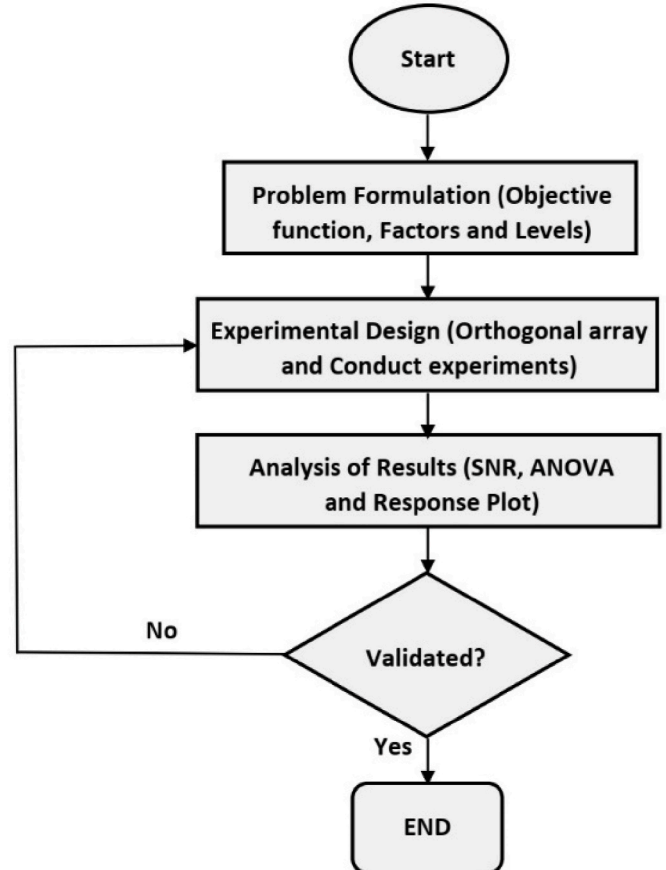 Start
Problem Formulation (Objective
function, Factors and Levels)
Experimental Design (Orthogonal array
and Conduct experiments)
Analysis of Results (SNR, ANOVA
and Response Plot)
No
Validated?
Yes
END